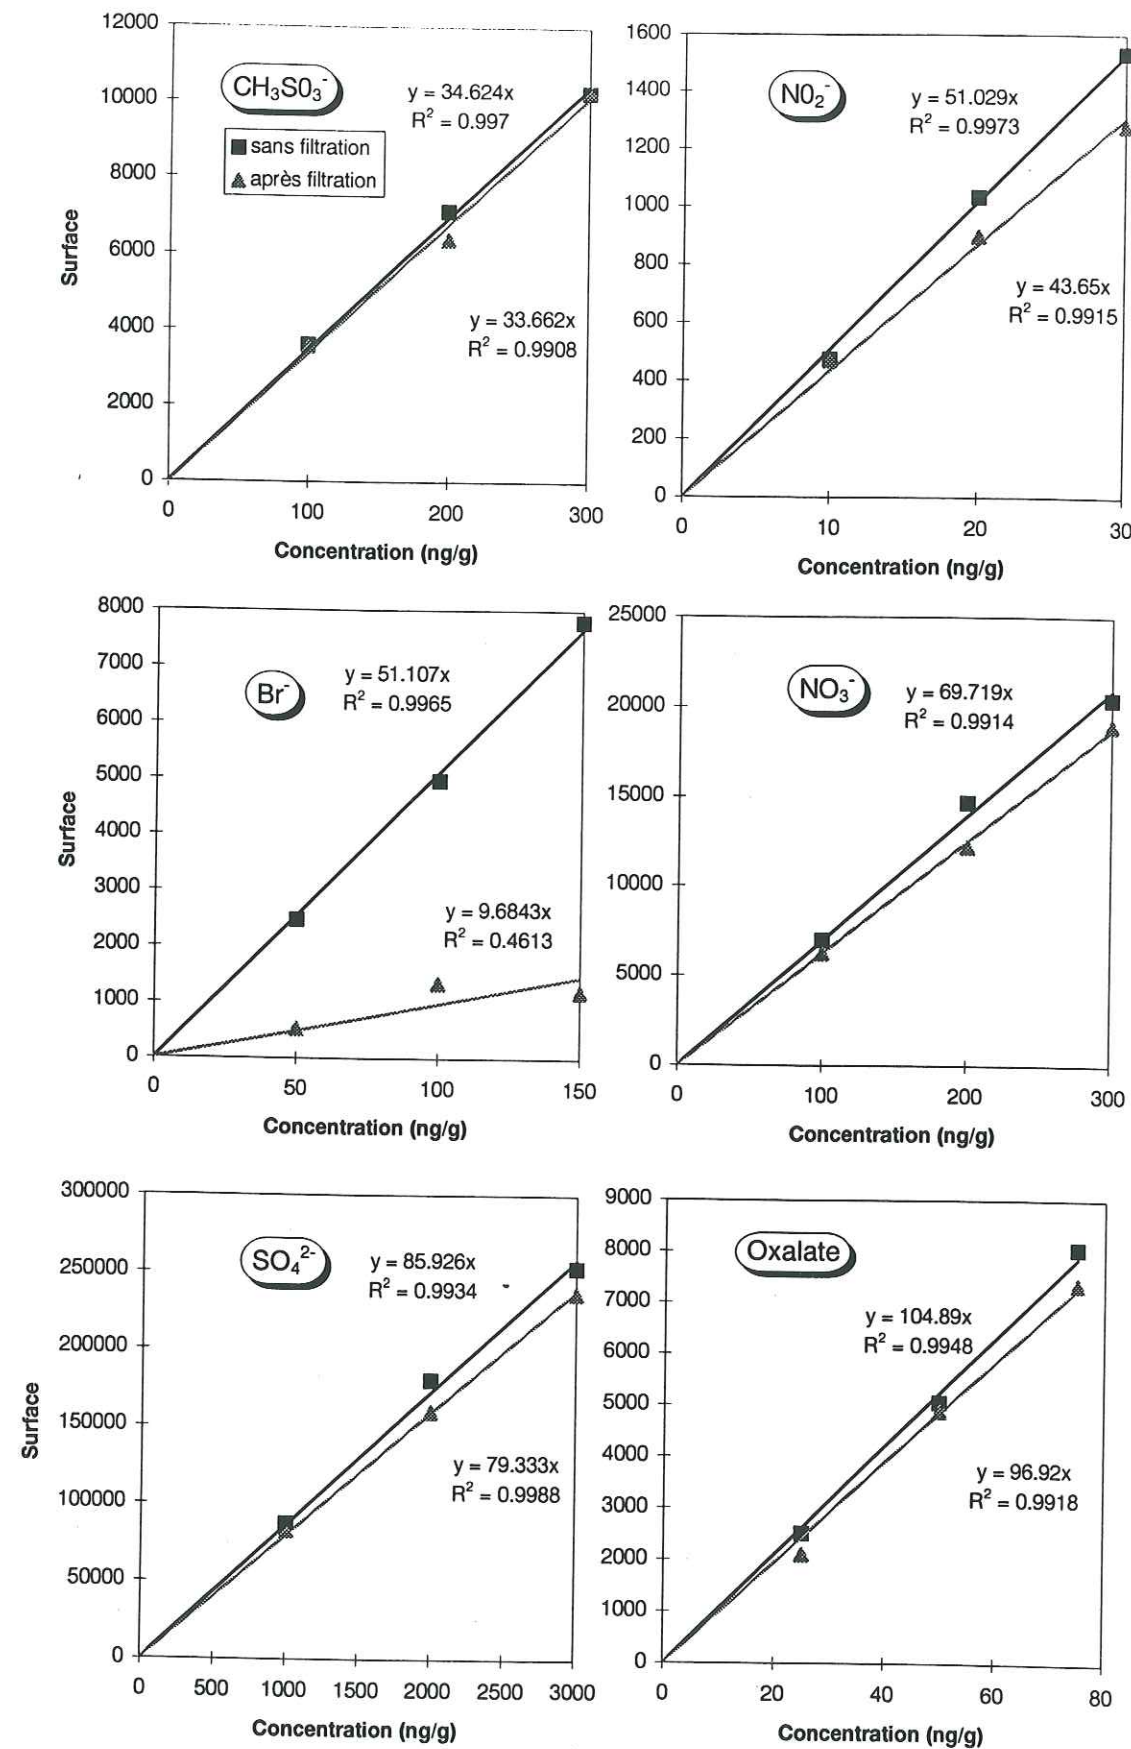 12000
10000
8000
6000
4000
2000
0
Surface
CH₃S0₃⁻
y = 34.624x
R² = 0.997
sans filtration
après filtration
y = 33.662x
R² = 0.9908
0 100 200 300
Concentration (ng/g)
1600
1400
1200
1000
800
600
400
200
0
N0₂⁻
y = 51.029x
R² = 0.9973
y = 43.65x
R² = 0.9915
0 10 20 30
Concentration (ng/g)
8000
7000
6000
5000
4000
3000
2000
1000
0
Surface
Br⁻
y = 51.107x
R² = 0.9965
y = 9.6843x
R² = 0.4613
0 50 100 150
Concentration (ng/g)
25000
20000
15000
10000
5000
0
NO₃⁻
y = 69.719x
R² = 0.9914
0 100 200 300
Concentration (ng/g)
300000
250000
200000
150000
100000
50000
0
Surface
SO₄²⁻
y = 85.926x
R² = 0.9934
y = 79.333x
R² = 0.9988
0 500 1000 1500 2000 2500 3000
Concentration (ng/g)
9000
8000
7000
6000
5000
4000
3000
2000
1000
0
Oxalate
y = 104.89x
R² = 0.9948
y = 96.92x
R² = 0.9918
0 20 40 60 80
Concentration (ng/g)